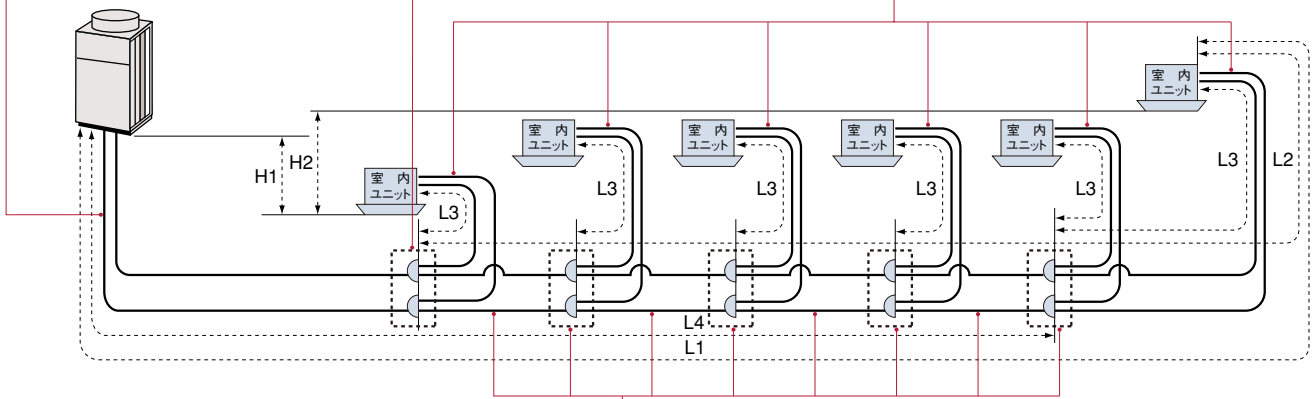 室 内
ユニット
L3
L2
室 内
ユニット
L3
室 内
ユニット
L3
室 内
ユニット
L3
室 内
ユニット
L3
H1
H2
室 内
ユニット
L3
L4
L1